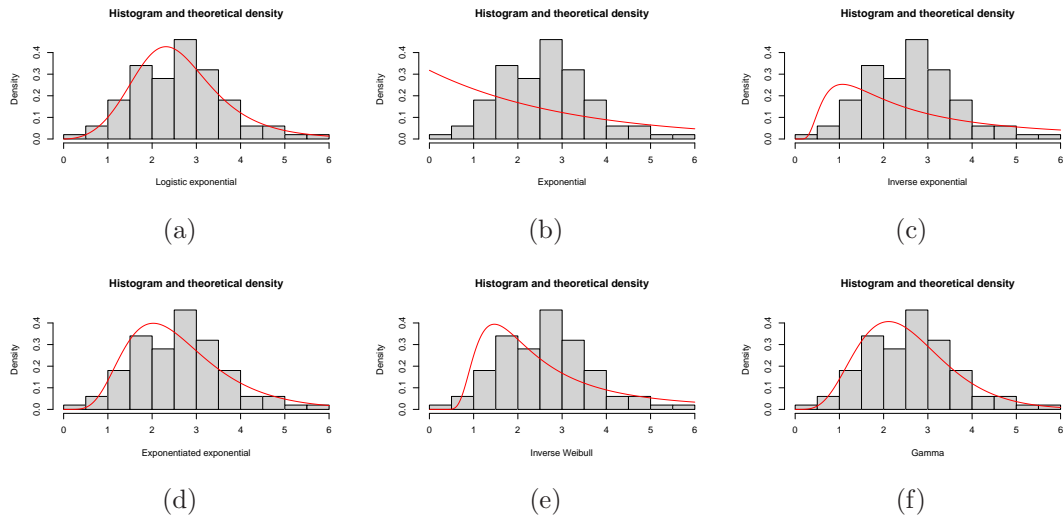 Histogram and theoretical density
Density
0.0 0.1 0.2 0.3 0.4
0 1 2 3 4 5 6
Logistic exponential
(a)
Histogram and theoretical density
Density
0.0 0.1 0.2 0.3 0.4
0 1 2 3 4 5 6
Exponential
(b)
Histogram and theoretical density
Density
0.0 0.1 0.2 0.3 0.4
0 1 2 3 4 5 6
Inverse exponential
(c)
Histogram and theoretical density
Density
0.0 0.1 0.2 0.3 0.4
0 1 2 3 4 5 6
Exponentiated exponential
(d)
Histogram and theoretical density
Density
0.0 0.1 0.2 0.3 0.4
0 1 2 3 4 5 6
Inverse Weibull
(e)
Histogram and theoretical density
Density
0.0 0.1 0.2 0.3 0.4
0 1 2 3 4 5 6
Gamma
(f)